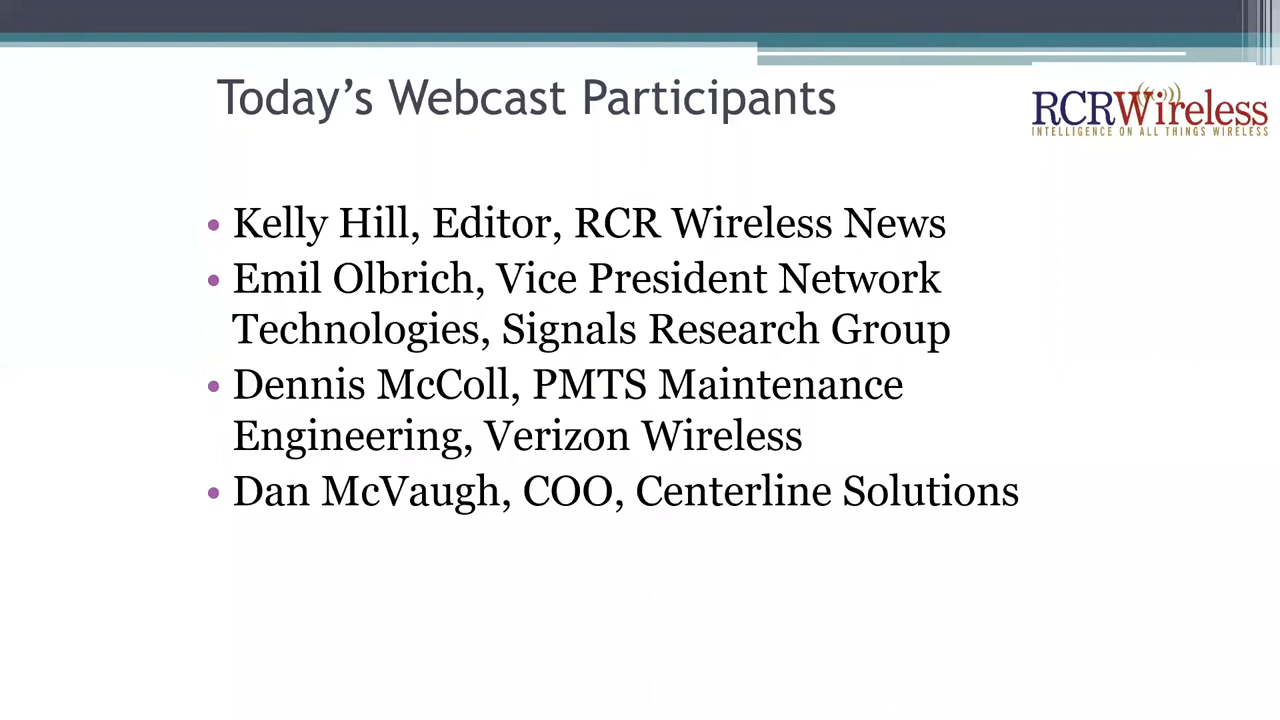 Today’s Webcast Participants
RCRWireless
INTELLIGENCE ON ALL THINGS WIRELESS
• Kelly Hill, Editor, RCR Wireless News
• Emil Olbrich, Vice President Network
Technologies, Signals Research Group
• Dennis McColl, PMTS Maintenance
Engineering, Verizon Wireless
• Dan McVaugh, COO, Centerline Solutions